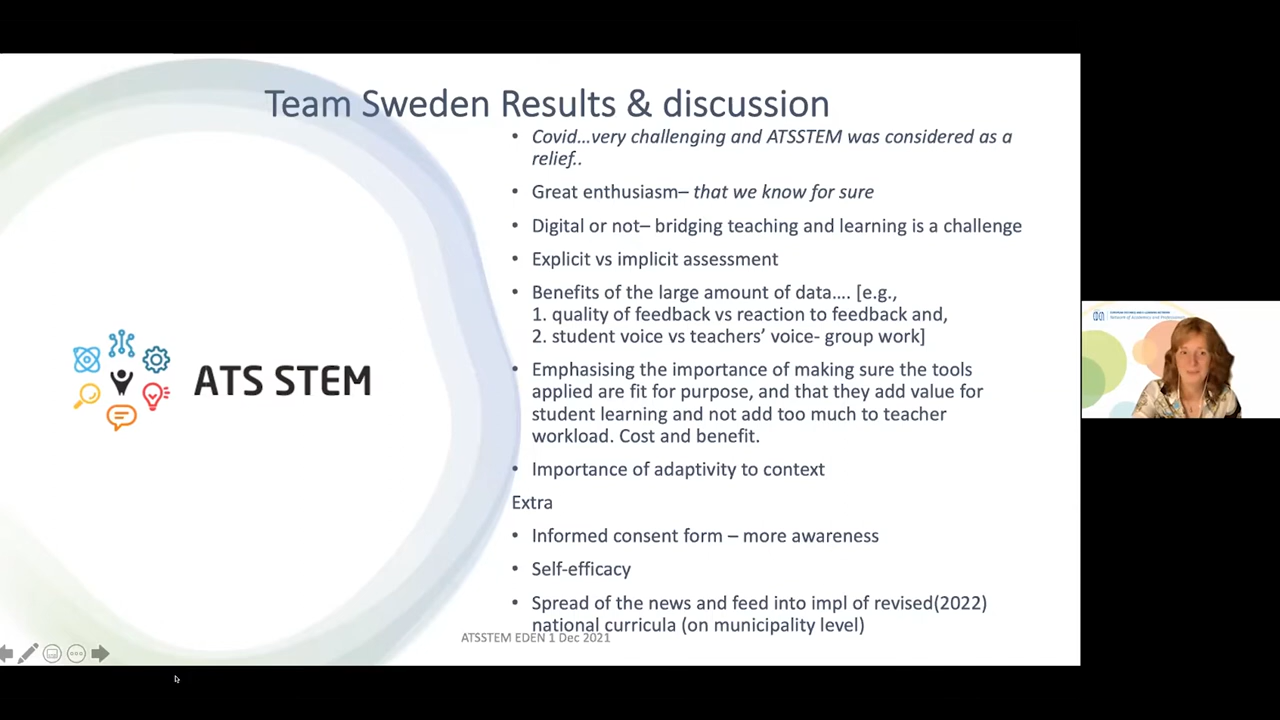 Team Sweden Results & discussion
• Covid...very challenging and ATSSTEM was considered as a
relief..
• Great enthusiasm– that we know for sure
• Digital or not– bridging teaching and learning is a challenge
• Explicit vs implicit assessment
• Benefits of the large amount of data.... [e.g.,
1. quality of feedback vs reaction to feedback and,
2. student voice vs teachers’ voice- group work]
• Emphasising the importance of making sure the tools
applied are fit for purpose, and that they add value for
student learning and not add too much to teacher
workload. Cost and benefit.
• Importance of adaptivity to context
Extra
• Informed consent form – more awareness
• Self-efficacy
• Spread of the news and feed into impl of revised(2022)
national curricula (on municipality level)
ATSSTEM EDEN 1 Dec 2021
ATS STEM